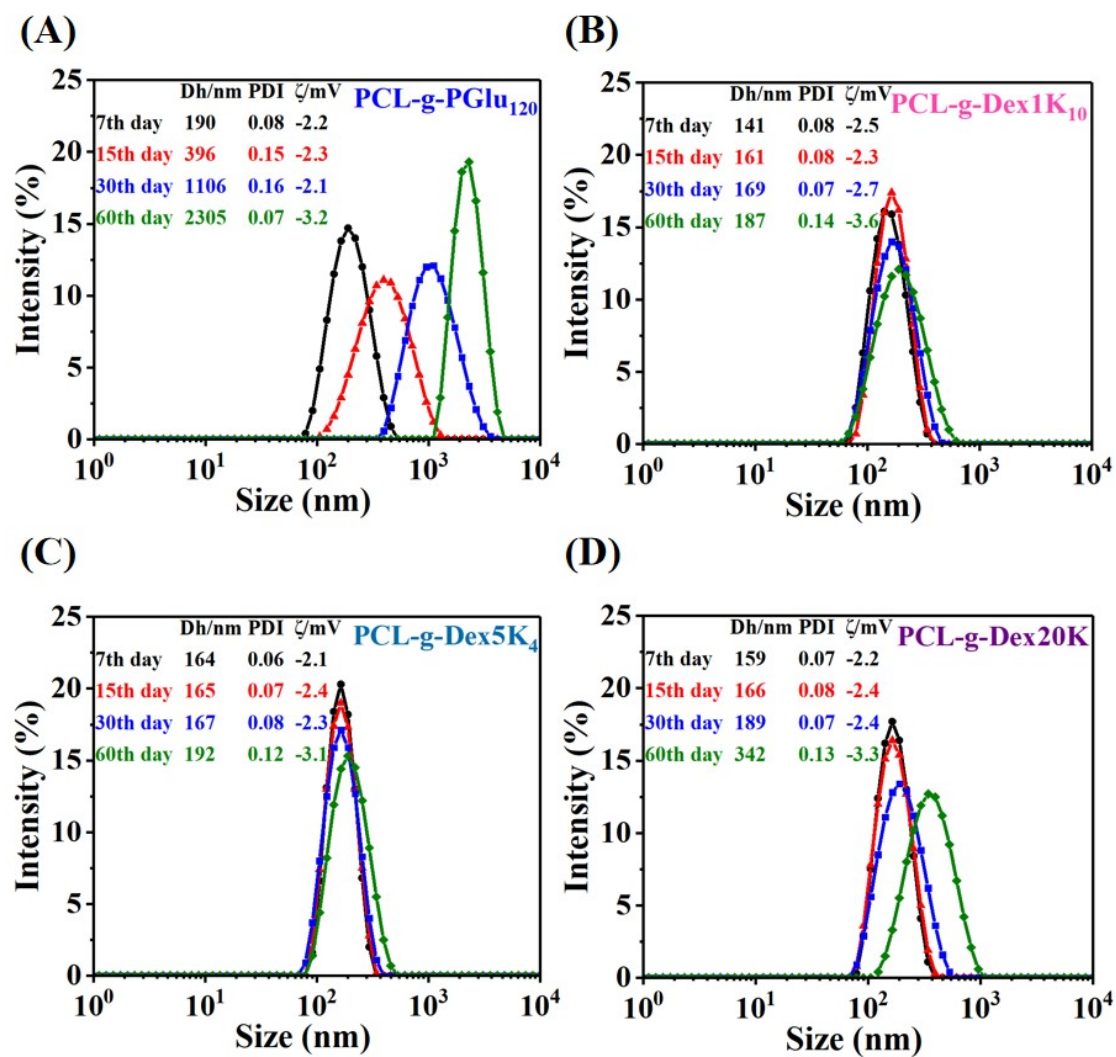 (A)
Dh/nm PDI ζ/mV
PCL-g-PGlu120
7th day 190 0.08 -2.2
15th day 396 0.15 -2.3
30th day 1106 0.16 -2.1
60th day 2305 0.07 -3.2
25
20
15
10
5
0
Intensity (%)
10^0 10^1 10^2 10^3 10^4
Size (nm)
(B)
Dh/nm PDI ζ/mV
PCL-g-Dex1K10
7th day 141 0.08 -2.5
15th day 161 0.08 -2.3
30th day 169 0.07 -2.7
60th day 187 0.14 -3.6
25
20
15
10
5
0
Intensity (%)
10^0 10^1 10^2 10^3 10^4
Size (nm)
(C)
Dh/nm PDI ζ/mV
PCL-g-Dex5K4
7th day 164 0.06 -2.1
15th day 165 0.07 -2.4
30th day 167 0.08 -2.3
60th day 192 0.12 -3.1
25
20
15
10
5
0
Intensity (%)
10^0 10^1 10^2 10^3 10^4
Size (nm)
(D)
Dh/nm PDI ζ/mV
PCL-g-Dex20K
7th day 159 0.07 -2.2
15th day 166 0.08 -2.4
30th day 189 0.07 -2.4
60th day 342 0.13 -3.3
25
20
15
10
5
0
Intensity (%)
10^0 10^1 10^2 10^3 10^4
Size (nm)